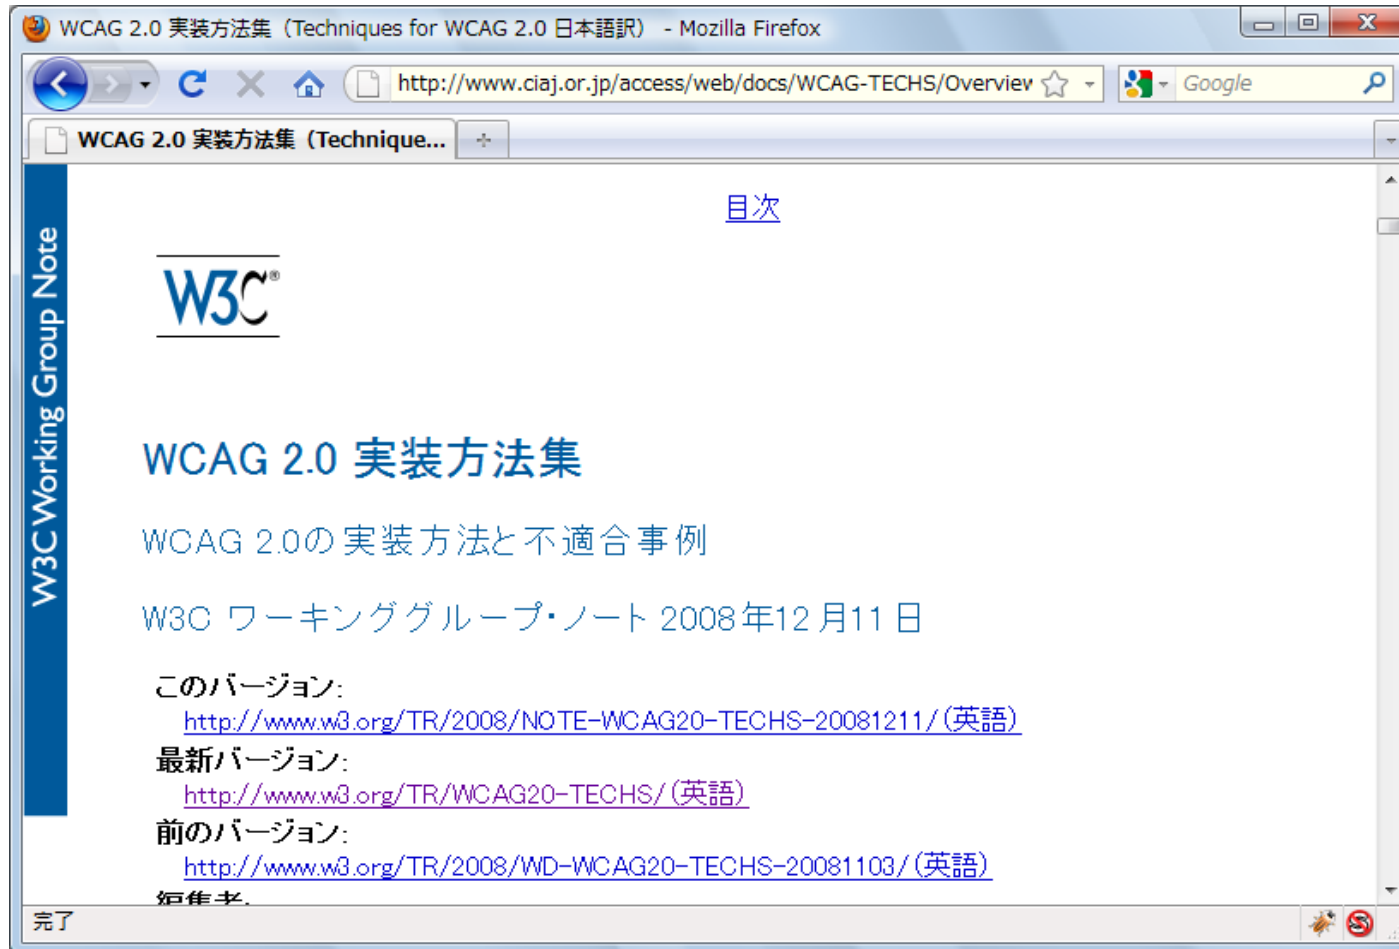 WCAG 2.0 実装方法集（Techniques for WCAG 2.0 日本語訳） - Mozilla Firefox
http://www.ciaj.or.jp/access/web/docs/WCAG-TECHS/Overview
Google
WCAG 2.0 実装方法集（Technique...
W3C Working Group Note
目次
W3C®
WCAG 2.0 実装方法集
WCAG 2.0の実装方法と不適合事例
W3C ワーキンググループ・ノート 2008年12月11日
このバージョン:
http://www.w3.org/TR/2008/NOTE-WCAG20-TECHS-20081211/(英語)
最新バージョン:
http://www.w3.org/TR/WCAG20-TECHS/(英語)
前のバージョン:
http://www.w3.org/TR/2008/WD-WCAG20-TECHS-20081103/(英語)
編集者:
完了